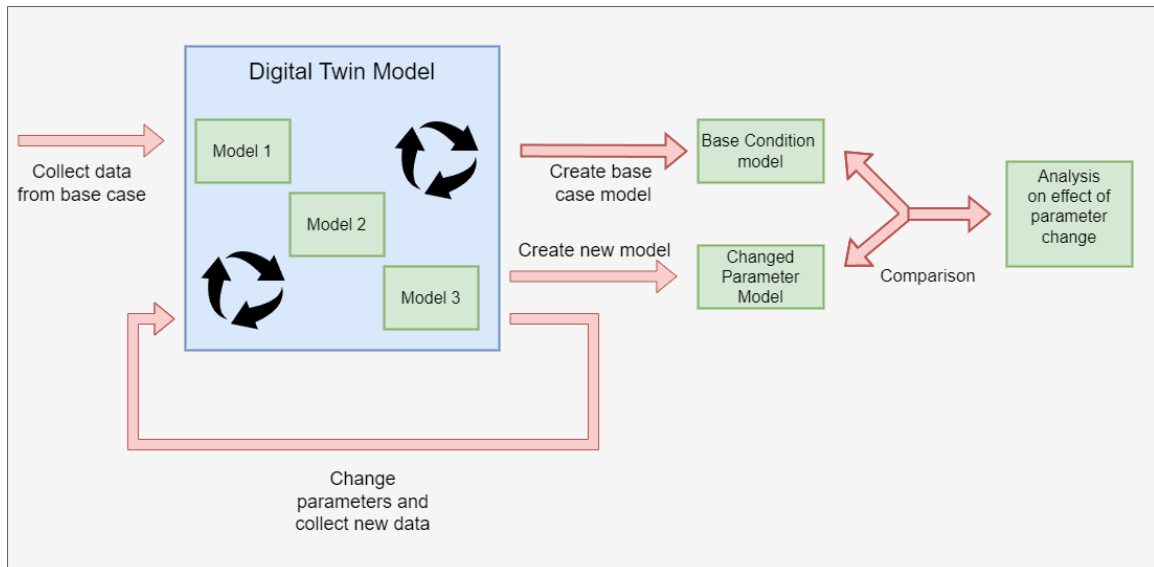 Digital Twin Model
Model 1
Model 2
Model 3
Collect data
from base case
Create base
case model
Base Condition
model
Create new model
Changed
Parameter
Model
Comparison
Analysis
on effect of
parameter
change
Change
parameters and
collect new data